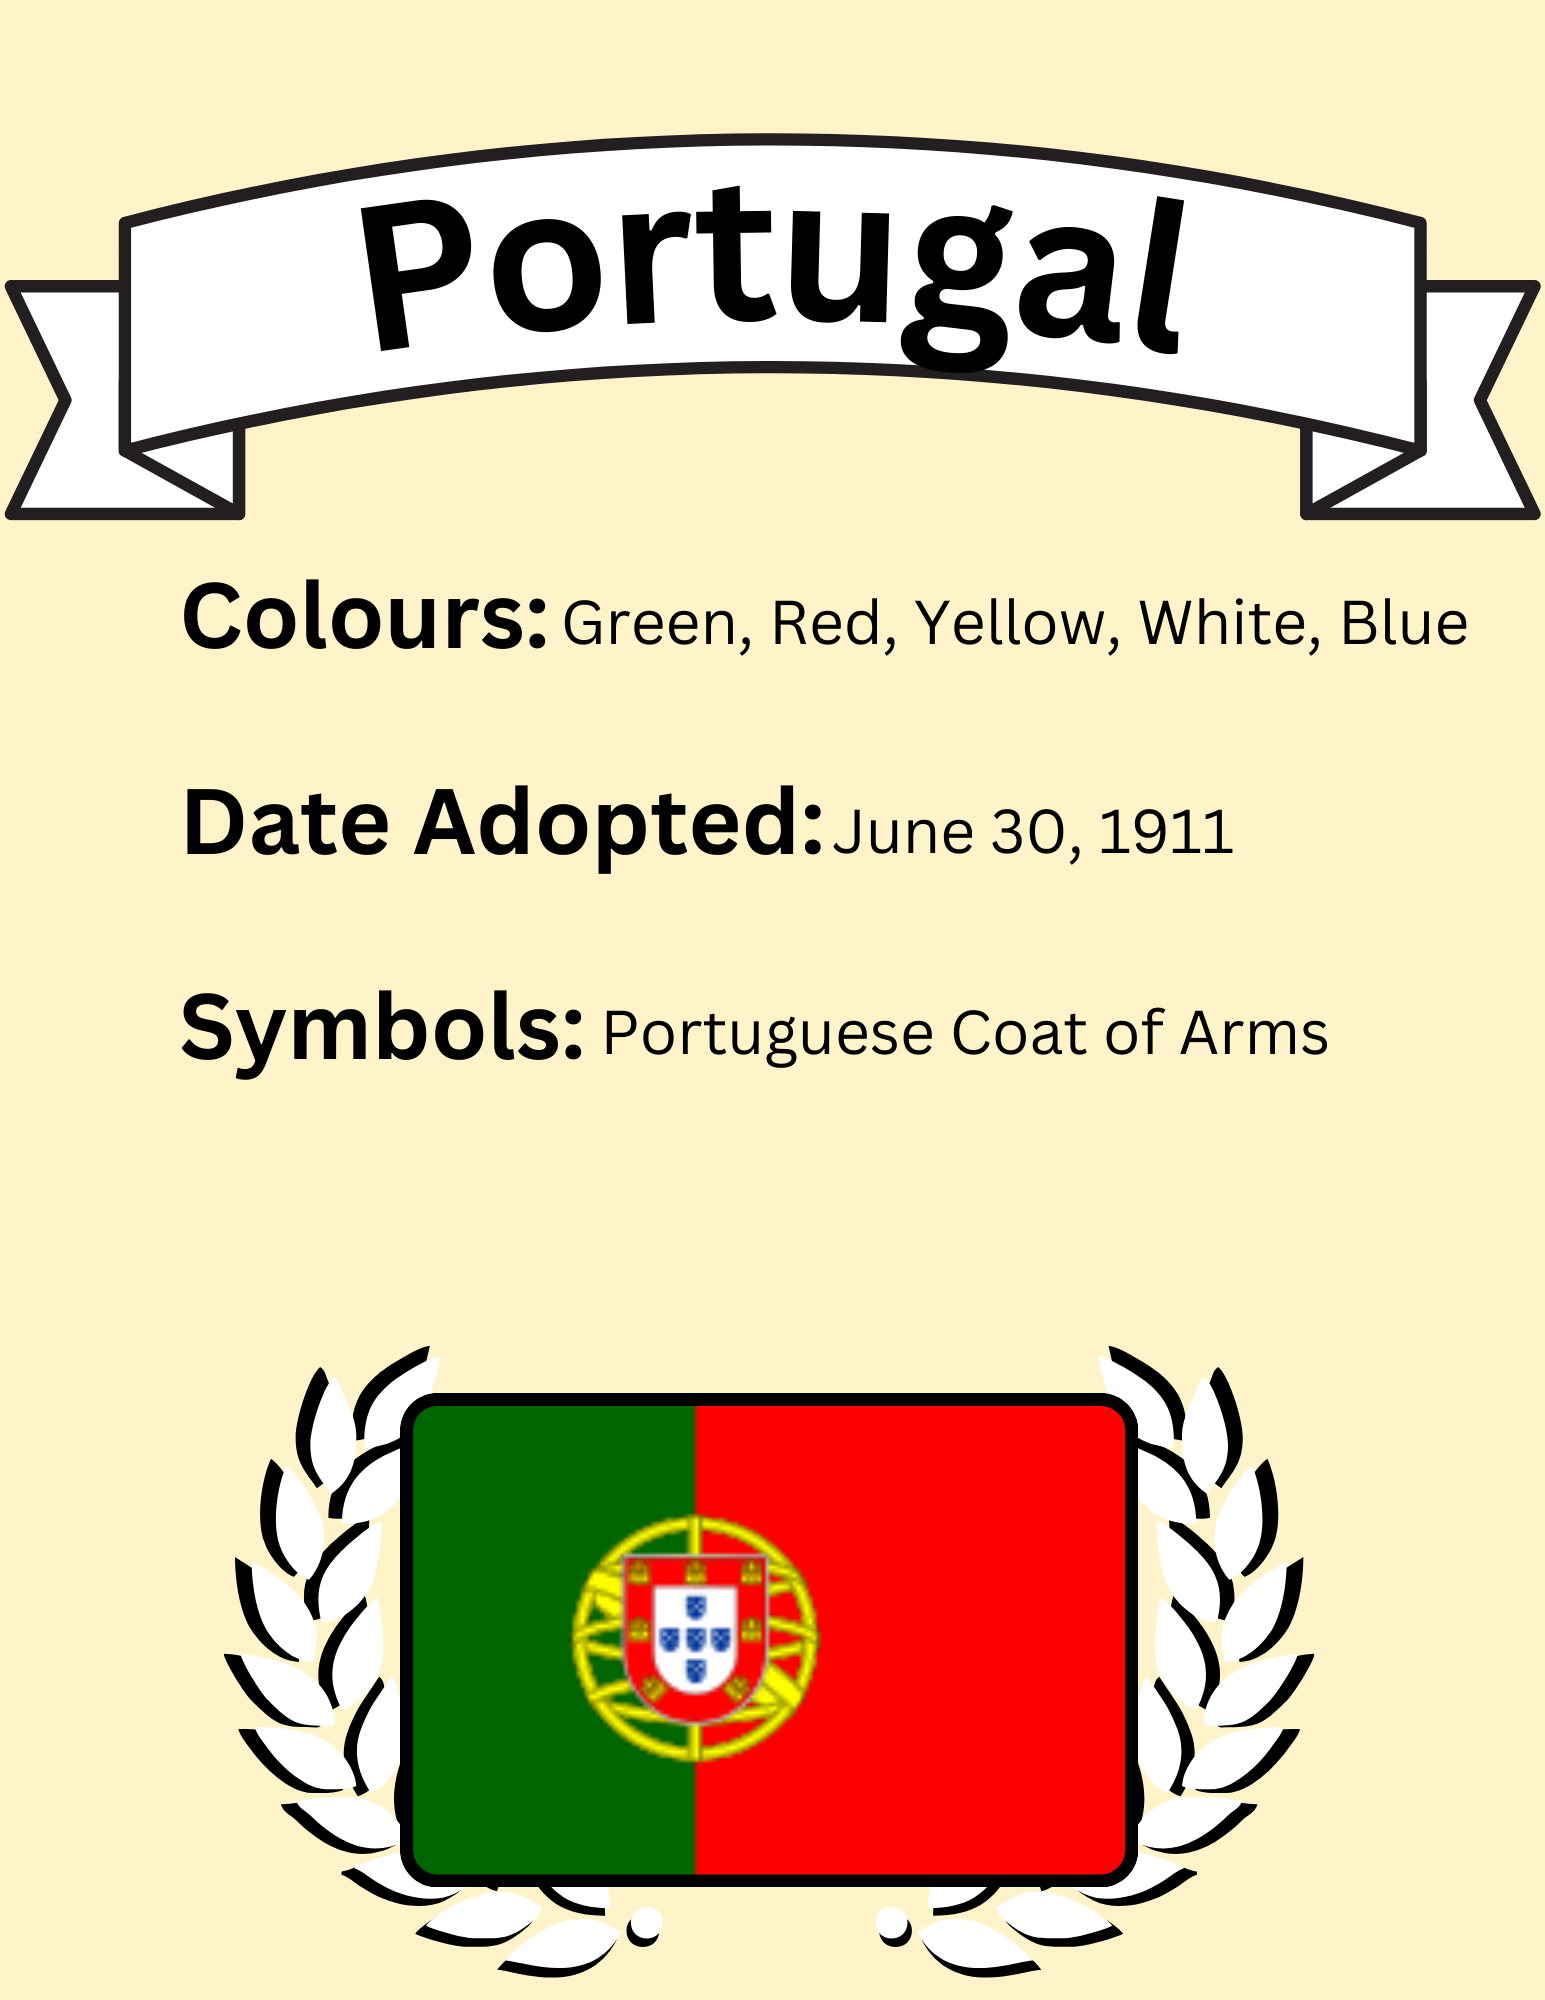 Portugal
Colours: Green, Red, Yellow, White, Blue
Date Adopted: June 30, 1911
Symbols: Portuguese Coat of Arms